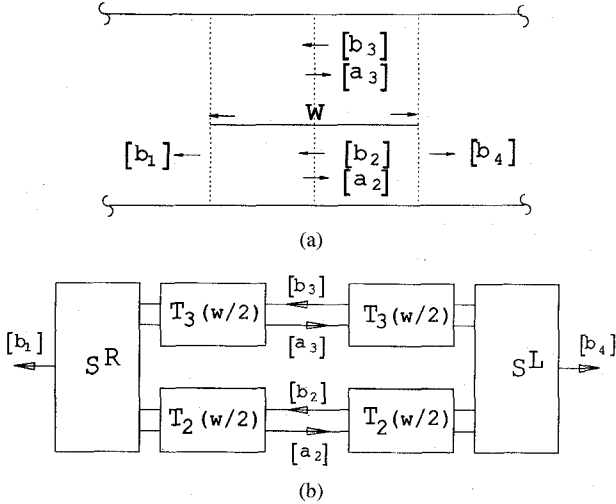 [b₃]
[a₃]
W
[b₁] [b₂] [b₄]
[a₂]
(a)
[b₃]
T₃(w/2) T₃(w/2)
[b₁] [a₃] [b₄]
Sᴿ Sᴸ
[b₂]
T₂(w/2) T₂(w/2)
[a₂]
(b)